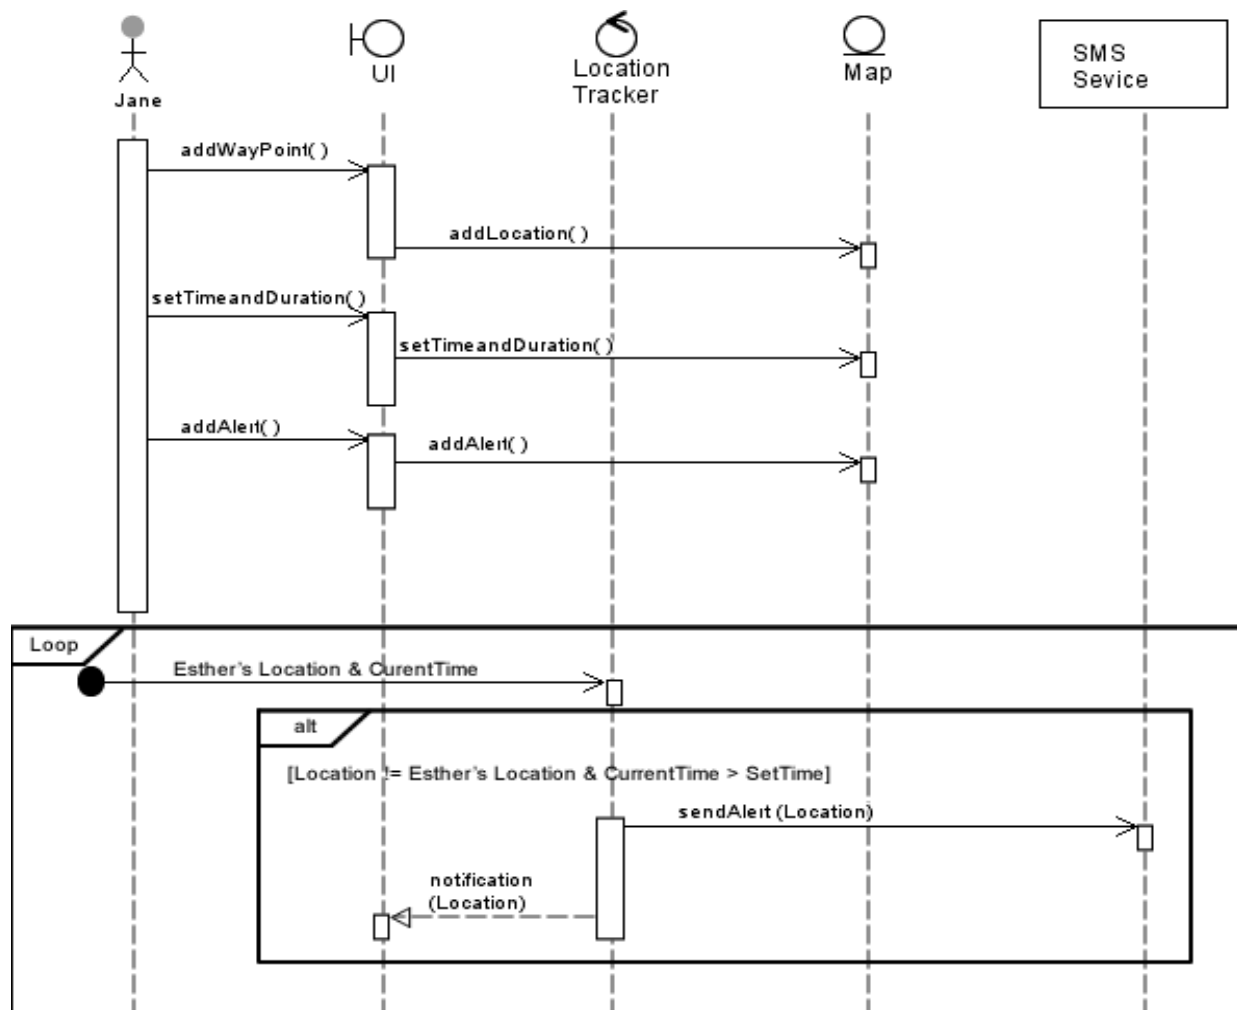 Jane
UI
Location
Tracker
Map
SMS
Sevice
addWayPoint( )
addLocation( )
setTimeandDuration( )
setTimeandDuration( )
addAlert( )
addAlert( )
Loop
Esther's Location & CurentTime
alt
[Location != Esther's Location & CurrentTime > SetTime]
sendAlert (Location)
notification
(Location)